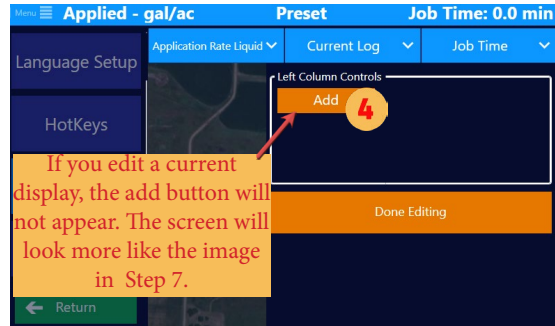 Menu Applied - gal/ac Preset Job Time: 0.0 min
Application Rate Liquid Current Log Job Time
Language Setup
Left Column Controls
Add 4
HotKeys
If you edit a current
display, the add button will
not appear. The screen will
look more like the image
in Step 7.
Done Editing
Return